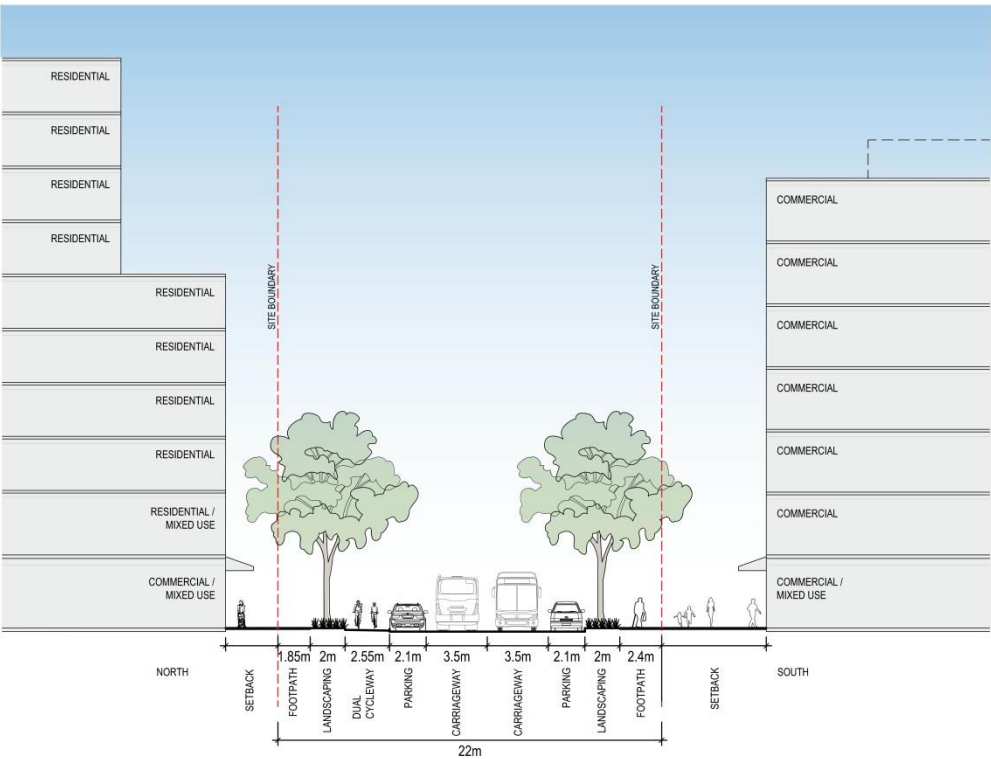 RESIDENTIAL
RESIDENTIAL
RESIDENTIAL
RESIDENTIAL
RESIDENTIAL
RESIDENTIAL
RESIDENTIAL
RESIDENTIAL
RESIDENTIAL /
MIXED USE
COMMERCIAL /
MIXED USE
SITE BOUNDARY
SITE BOUNDARY
COMMERCIAL
COMMERCIAL
COMMERCIAL
COMMERCIAL
COMMERCIAL
COMMERCIAL
COMMERCIAL /
MIXED USE
1.85m 2m 2.55m 2.1m 3.5m 3.5m 2.1m 2m 2.4m
NORTH
SETBACK
FOOTPATH
LANDSCAPING
DUAL
CYCLEWAY
PARKING
CARRIAGEWAY
CARRIAGEWAY
PARKING
LANDSCAPING
FOOTPATH
SETBACK
SOUTH
22m